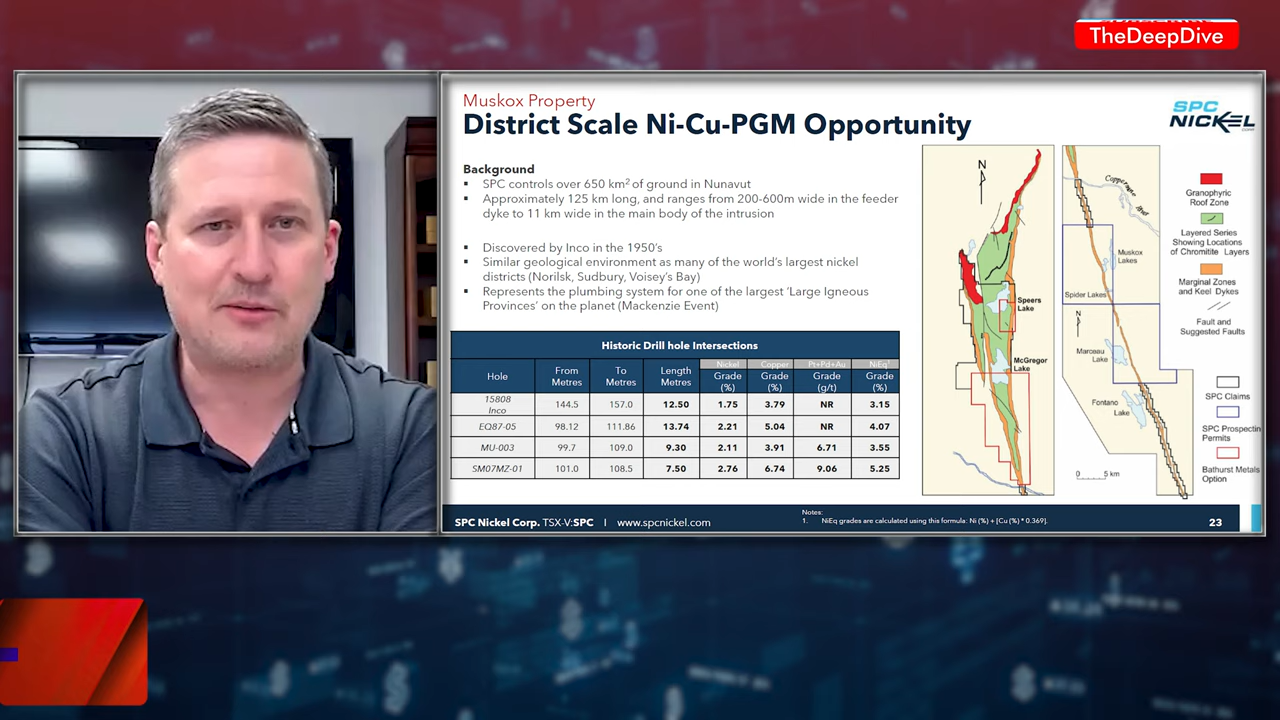 TheDeepDive
Muskox Property
District Scale Ni-Cu-PGM Opportunity
SPC
NICKEL
CORP.
Background
▪ SPC controls over 650 km² of ground in Nunavut
▪ Approximately 125 km long, and ranges from 200-600m wide in the feeder
dyke to 11 km wide in the main body of the intrusion
▪ Discovered by Inco in the 1950's
▪ Similar geological environment as many of the world's largest nickel
districts (Norilsk, Sudbury, Voisey's Bay)
▪ Represents the plumbing system for one of the largest 'Large Igneous
Provinces' on the planet (Mackenzie Event)
Historic Drill hole Intersections
Hole From Metres To Metres Length Metres Nickel Grade (%) Copper Grade (%) Pt+Pd+Au Grade (g/t) NiEq Grade (%)
15808 Inco 144.5 157.0 12.50 1.75 3.79 NR 3.15
EQ87-05 98.12 111.86 13.74 2.21 5.04 NR 4.07
MU-003 99.7 109.0 9.30 2.11 3.91 6.71 3.55
SM07MZ-01 101.0 108.5 7.50 2.76 6.74 9.06 5.25
N
Speers
Lake
McGregor
Lake
Coppermine River
Muskox
Lakes
Spider Lakes
N
Marceau
Lake
Fontano
Lake
0 5 km
Granophyric
Roof Zone
Layered Series
Showing Locations
of Chromitite Layers
Marginal Zones
and Keel Dykes
Fault and
Suggested Faults
SPC Claims
SPC Prospectin
Permits
Bathurst Metals
Option
SPC Nickel Corp. TSX-V:SPC | www.spcnickel.com
Notes:
1. NiEq grades are calculated using this formula: Ni (%) + [Cu (%) * 0.369].
23